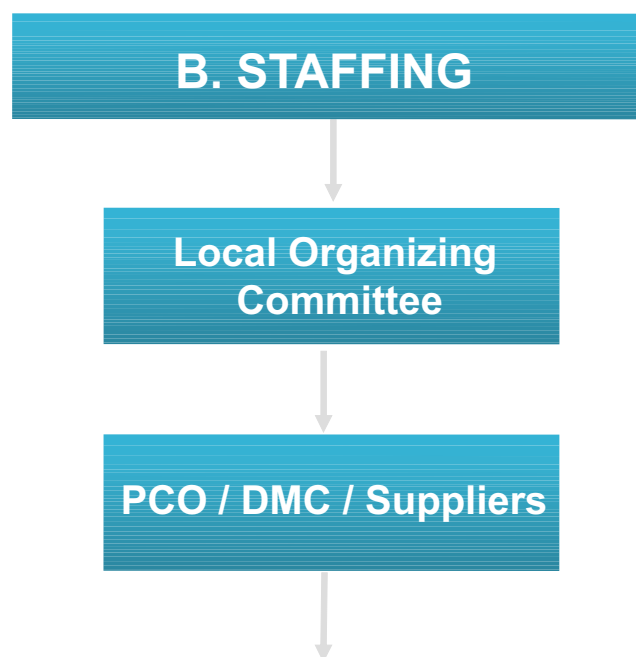 B. STAFFING
Local Organizing
Committee
PCO / DMC / Suppliers